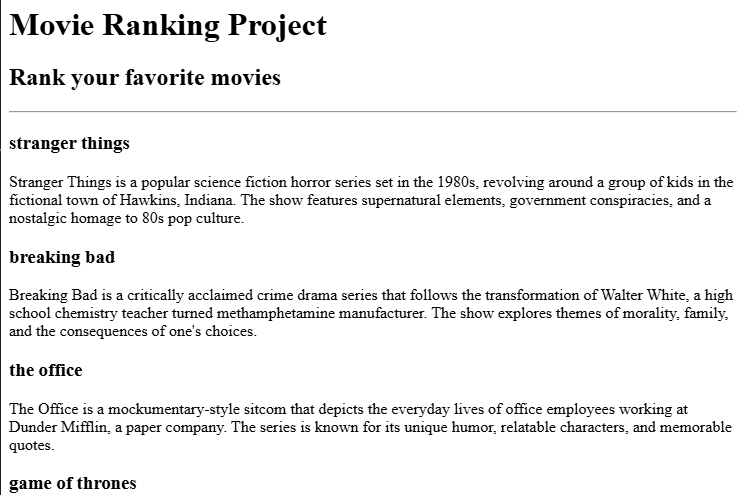 Movie Ranking Project
Rank your favorite movies
stranger things
Stranger Things is a popular science fiction horror series set in the 1980s, revolving around a group of kids in the
fictional town of Hawkins, Indiana. The show features supernatural elements, government conspiracies, and a
nostalgic homage to 80s pop culture.
breaking bad
Breaking Bad is a critically acclaimed crime drama series that follows the transformation of Walter White, a high
school chemistry teacher turned methamphetamine manufacturer. The show explores themes of morality, family,
and the consequences of one's choices.
the office
The Office is a mockumentary-style sitcom that depicts the everyday lives of office employees working at
Dunder Mifflin, a paper company. The series is known for its unique humor, relatable characters, and memorable
quotes.
game of thrones